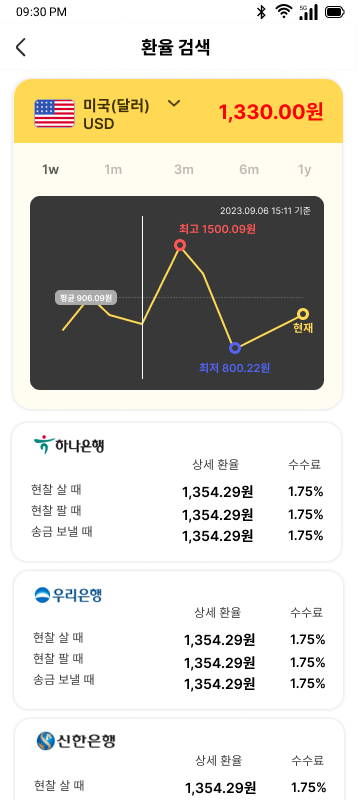 09:30 PM 5G
환율 검색
미국(달러)
USD
1,330.00원
1w 1m 3m 6m 1y
2023.09.06 15:11 기준
최고 1500.09원
평균 906.09원
현재
최저 800.22원
하나은행
상세 환율 수수료
현찰 살 때 1,354.29원 1.75%
현찰 팔 때 1,354.29원 1.75%
송금 보낼 때 1,354.29원 1.75%
우리은행
상세 환율 수수료
현찰 살 때 1,354.29원 1.75%
현찰 팔 때 1,354.29원 1.75%
송금 보낼 때 1,354.29원 1.75%
신한은행
상세 환율 수수료
현찰 살 때 1,354.29원 1.75%